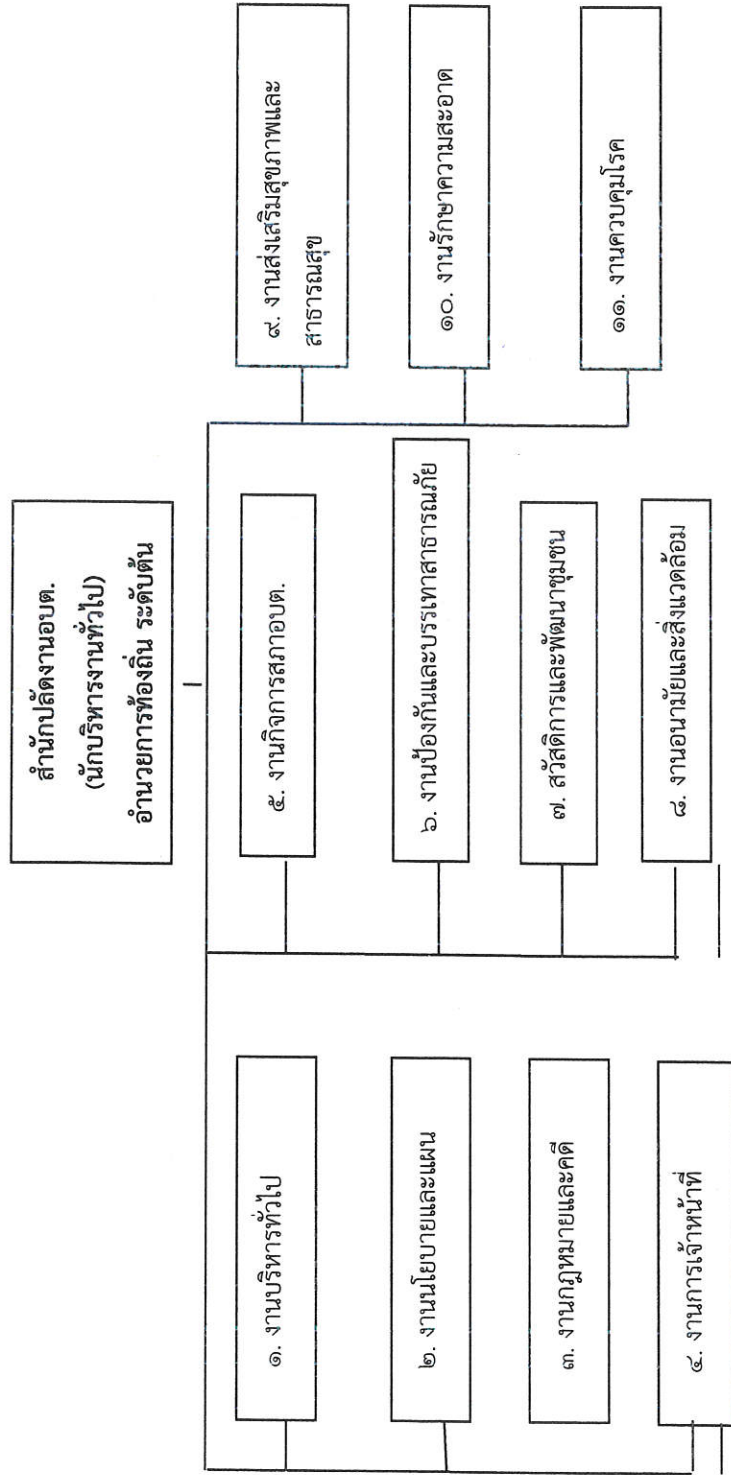 สำนักปลัดงานอบต.
(นักบริหารงานทั่วไป)
อำนวยการท้องถิ่น ระดับต้น
๑. งานบริหารทั่วไป
๒. งานนโยบายและแผน
๓. งานกฎหมายและคดี
๔. งานการเจ้าหน้าที่
๕. งานกิจการสภาอบต.
๖. งานป้องกันและบรรเทาสาธารณภัย
๗. สวัสดิการและพัฒนาชุมชน
๘. งานอนามัยและสิ่งแวดล้อม
๙. งานส่งเสริมสุขภาพและ
สาธารณสุข
๑๐. งานรักษาความสะอาด
๑๑. งานควบคุมโรค